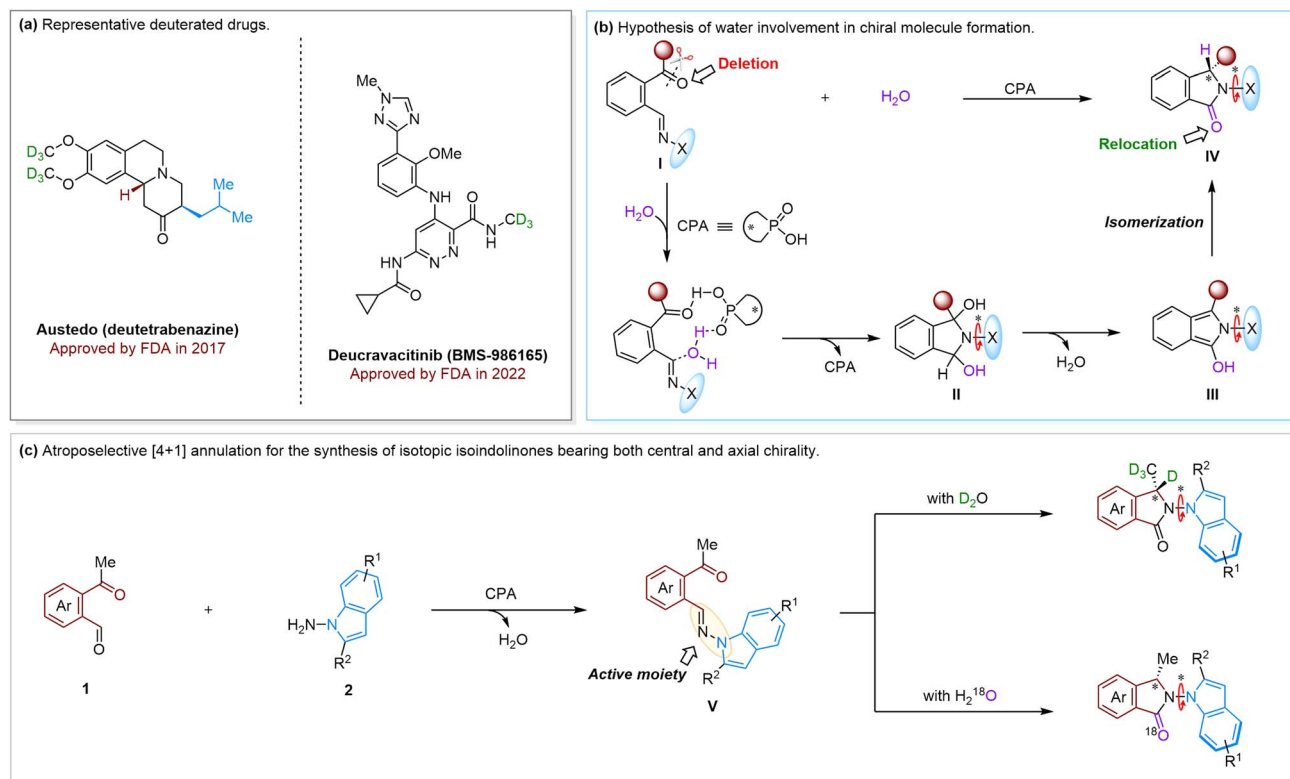 (a) Representative deuterated drugs.
D₃C
O
D₃C
O
N
H
O
Me
Me
Austedo (deutetrabenazine)
Approved by FDA in 2017
Me
N
N
N
OMe
NH
O
N
H
CD₃
HN
N
N
O
Deucravacitinib (BMS-986165)
Approved by FDA in 2022
(b) Hypothesis of water involvement in chiral molecule formation.
O
Deletion
N
X
I
+
H₂O
CPA
H
*
*
N
X
O
Relocation
IV
H₂O
CPA ≡
*
P
O
OH
Isomerization
O
H
O
P
O
*
H
O
H
N
X
CPA
OH
*
N
X
H
OH
II
H₂O
*
N
X
OH
III
(c) Atroposelective [4+1] annulation for the synthesis of isotopic isoindolinones bearing both central and axial chirality.
Me
Ar
O
O
1
+
R¹
H₂N
N
R²
2
CPA
H₂O
Me
Ar
O
N
N
R¹
R²
Active moiety
V
with D₂O
D₃C
D
R²
*
*
Ar
N
N
O
R¹
with H₂¹⁸O
Me
R²
*
*
Ar
N
N
¹⁸O
R¹